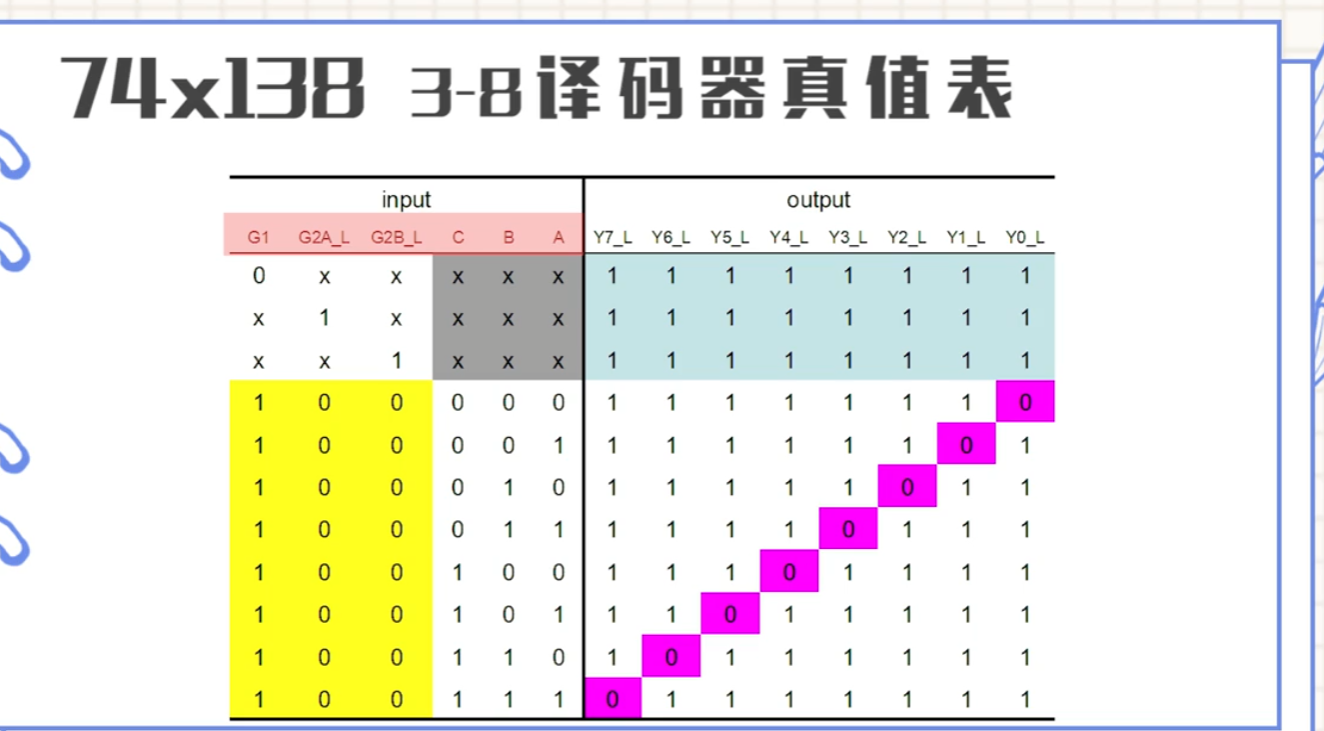 74x138 3-8译码器真值表
input output
G1 G2A_L G2B_L C B A Y7_L Y6_L Y5_L Y4_L Y3_L Y2_L Y1_L Y0_L
0 x x x x x 1 1 1 1 1 1 1 1
x 1 x x x x 1 1 1 1 1 1 1 1
x x 1 x x x 1 1 1 1 1 1 1 1
1 0 0 0 0 0 1 1 1 1 1 1 1 0
1 0 0 0 0 1 1 1 1 1 1 1 0 1
1 0 0 0 1 0 1 1 1 1 1 0 1 1
1 0 0 0 1 1 1 1 1 1 0 1 1 1
1 0 0 1 0 0 1 1 1 0 1 1 1 1
1 0 0 1 0 1 1 1 0 1 1 1 1 1
1 0 0 1 1 0 1 0 1 1 1 1 1 1
1 0 0 1 1 1 0 1 1 1 1 1 1 1